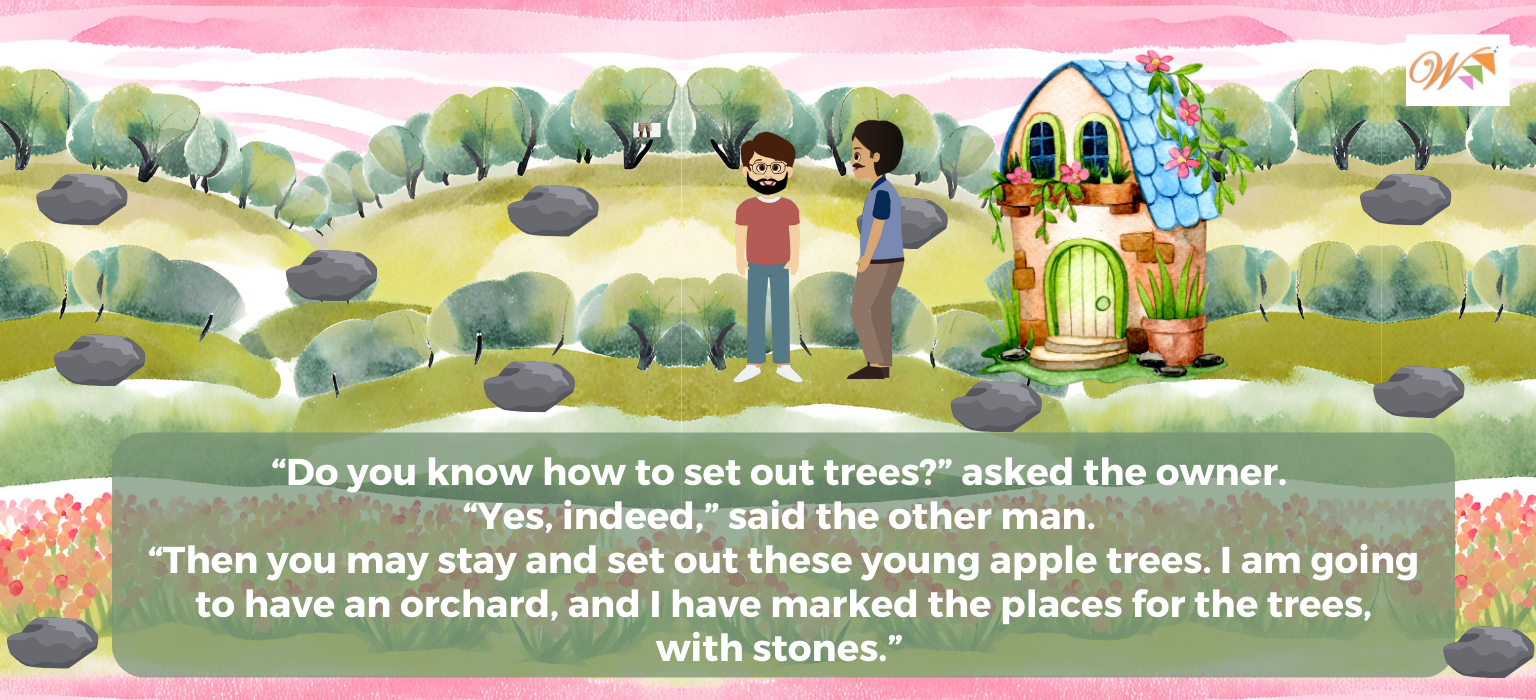 W
“Do you know how to set out trees?” asked the owner.
“Yes, indeed,” said the other man.
“Then you may stay and set out these young apple trees. I am going
to have an orchard, and I have marked the places for the trees,
with stones.”